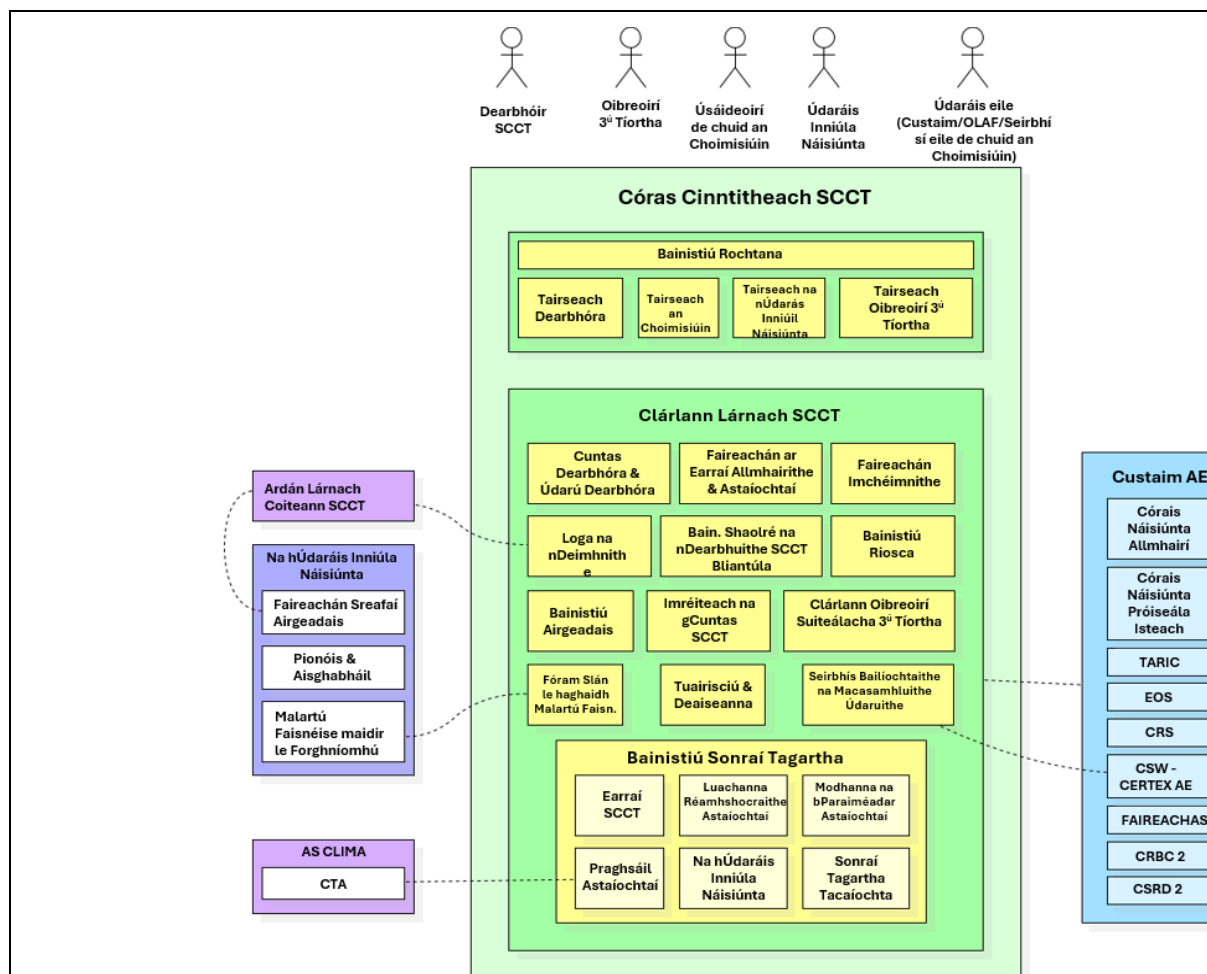 Dearbhóir
SCCT
Oibreoirí
3ú Tíortha
Úsáideoirí
de chuid an
Choimisiúin
Údaráis
Inniúla
Náisiúnta
Údaráis eile
(Custaim/OLAF/Seirbhí
sí eile de chuid an
Choimisiúin)
Córas Cinntitheach SCCT
Bainistiú Rochtana
Tairseach
Dearbhóra
Tairseach
an
Choimisiúin
Tairseach na
nÚdarás
Inniúil
Náisiúnta
Tairseach
Oibreoirí 3ú
Tíortha
Clárlann Lárnach SCCT
Cuntas
Dearbhóra &
Údarú Dearbhóra
Faireachán ar
Earraí Allmhairithe
& Astaíochtaí
Faireachán
Imchéimnithe
Loga na
nDeimhnith
e
Bain. Shaolré na
nDearbhuithe SCCT
Bliantúla
Bainistiú
Riosca
Bainistiú
Airgeadais
Imréiteach na
gCuntas
SCCT
Clárlann Oibreoirí
Suiteálacha 3ú Tíortha
Fóram Slán
le haghaidh
Malartú Faisn.
Tuairisciú &
Deaiseanna
Seirbhís Bailíochtaithe
na Macasamhluithe
Údaruithe
Bainistiú Sonraí Tagartha
Earraí
SCCT
Luachanna
Réamhshocraithe
Astaíochtaí
Modhanna na
bParaiméadar
Astaíochtaí
Praghsáil
Astaíochtaí
Na hÚdaráis
Inniúla
Náisiúnta
Sonraí
Tagartha
Tacaíochta
Ardán Lárnach
Coiteann SCCT
Na hÚdaráis Inniúla
Náisiúnta
Faireachán Sreafaí
Airgeadais
Pionóis &
Aisghabháil
Malartú
Faisnéise maidir
le Forghníomhú
AS CLIMA
CTA
Custaim AE
Córais
Náisiúnta
Allmhairí
Córais
Náisiúnta
Próiseála
Isteach
TARIC
EOS
CRS
CSW -
CERTEX AE
FAIREACHAS
CRBC 2
CSRD 2